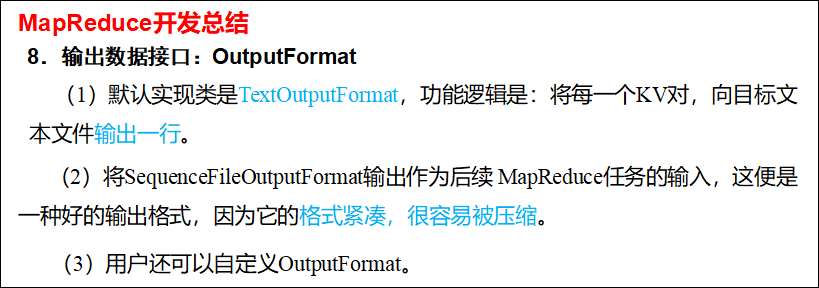 MapReduce开发总结
8．输出数据接口：OutputFormat
（1）默认实现类是TextOutputFormat，功能逻辑是：将每一个KV对，向目标文
本文件输出一行。
（2）将SequenceFileOutputFormat输出作为后续 MapReduce任务的输入，这便是
一种好的输出格式，因为它的格式紧凑，很容易被压缩。
（3）用户还可以自定义OutputFormat。